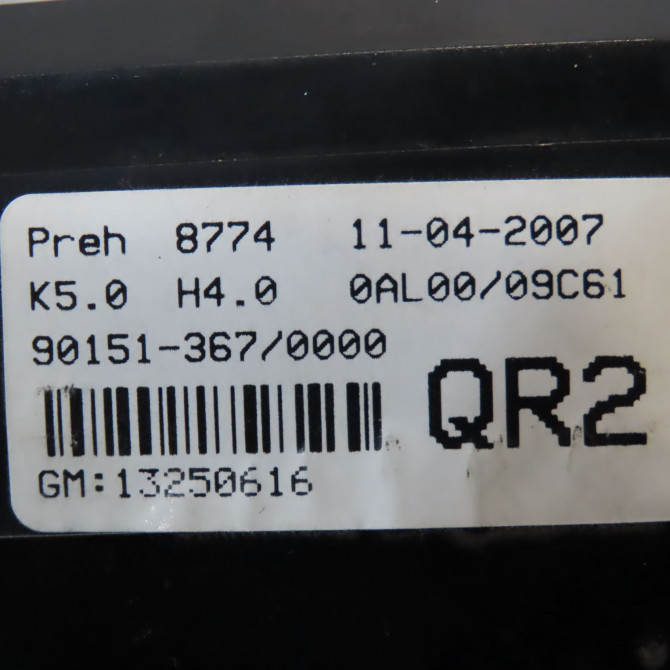 Preh 8774 11-04-2007
K5.0 H4.0 0AL00/09C61
90151-367/0000
QR2
GM:13250616